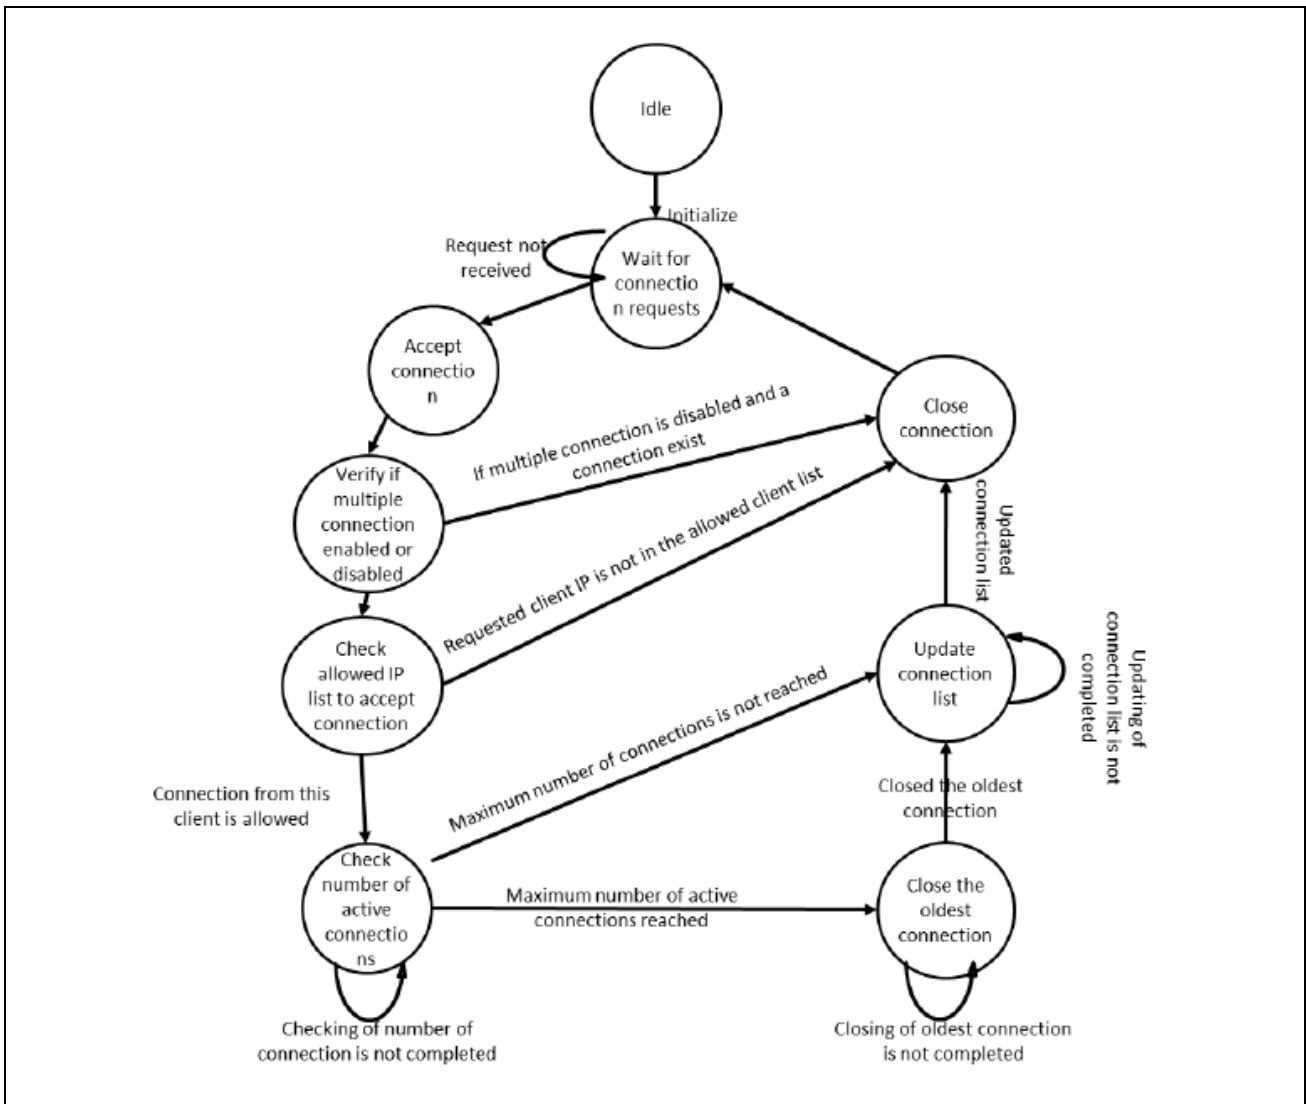 Idle
Initialize
Request not
received
Wait for
connectio
n requests
Accept
connectio
n
If multiple connection is disabled and a
connection exist
Close
connection
Verify if
multiple
connection
enabled or
disabled
Requested client IP is not in the allowed client list
Updated
connection list
Check
allowed IP
list to accept
connection
Update
connection
list
Updating of
connection list is not
completed
Maximum number of connections is not reached
Connection from this
client is allowed
Closed the oldest
connection
Check
number of
active
connectio
ns
Maximum number of active
connections reached
Close the
oldest
connection
Checking of number of
connection is not completed
Closing of oldest connection
is not completed